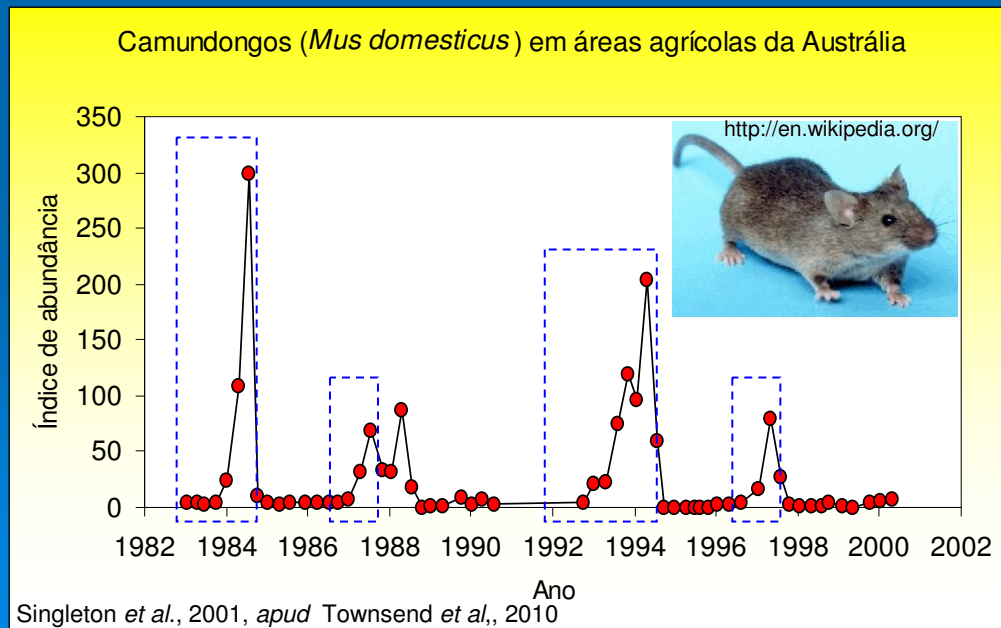 Camundongos (Mus domesticus ) em áreas agrícolas da Austrália
http://en.wikipedia.org/
Índice de abundância
350
300
250
200
150
100
50
0
1982 1984 1986 1988 1990 1992 1994 1996 1998 2000 2002
Ano
Singleton et al., 2001, apud Townsend et al,, 2010